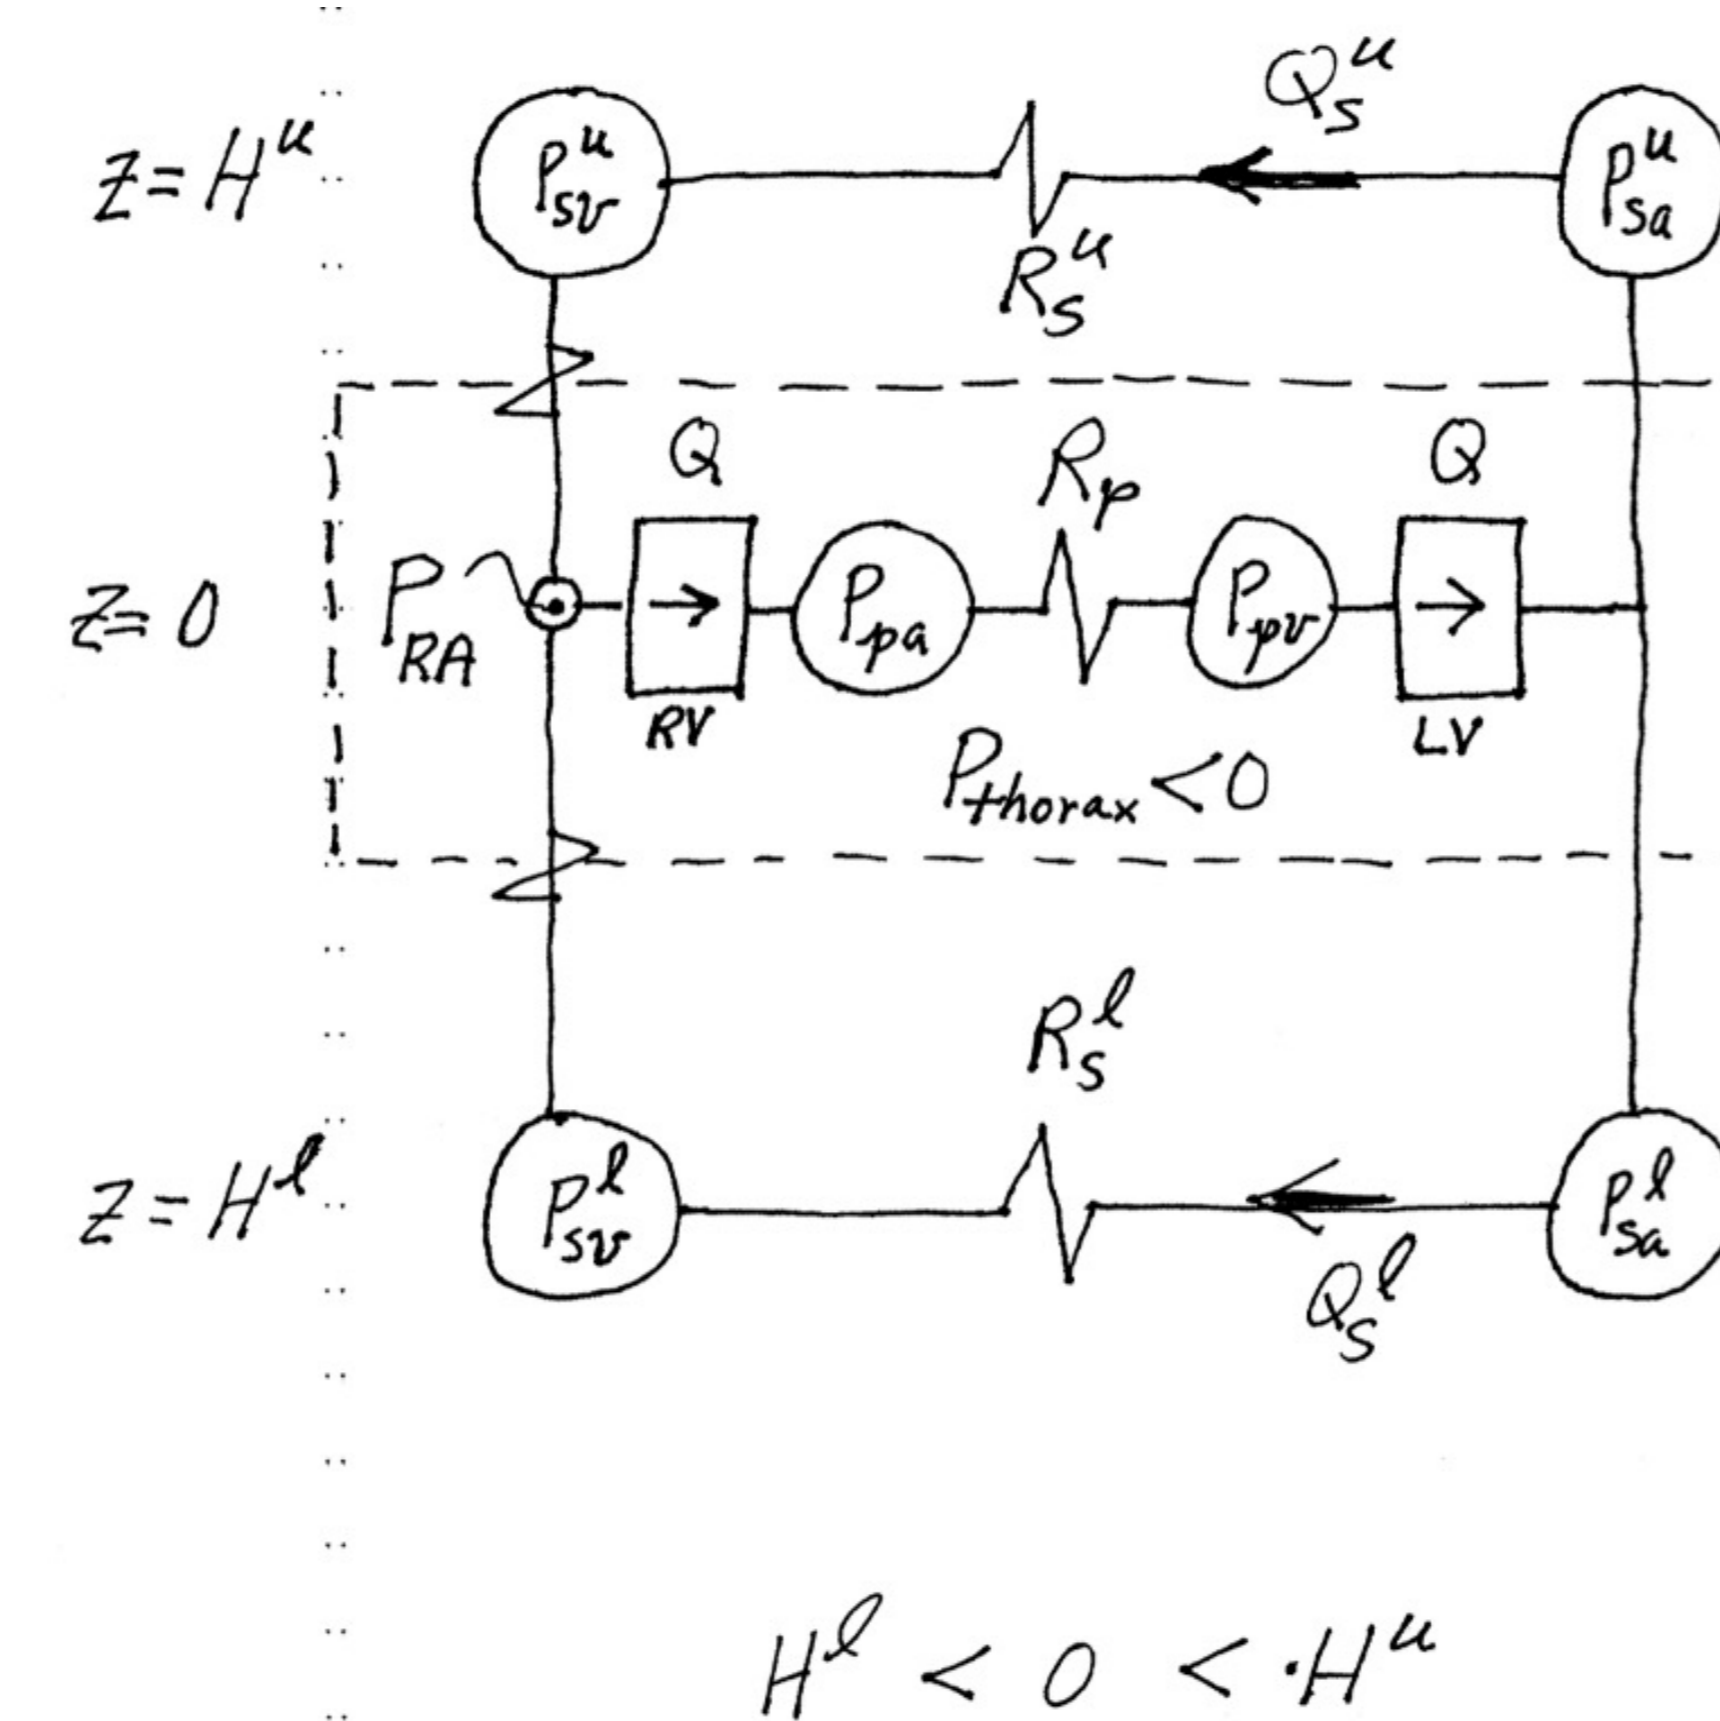 Q_s^u
z = H^u
P_sv^u
P_sa^u
R_s^u
Q
R_p
Q
z = 0
P_RA
P_pa
P_pv
RV
LV
P_thorax < 0
R_s^l
z = H^l
P_sv^l
P_sa^l
Q_s^l
H^l < 0 < ·H^u